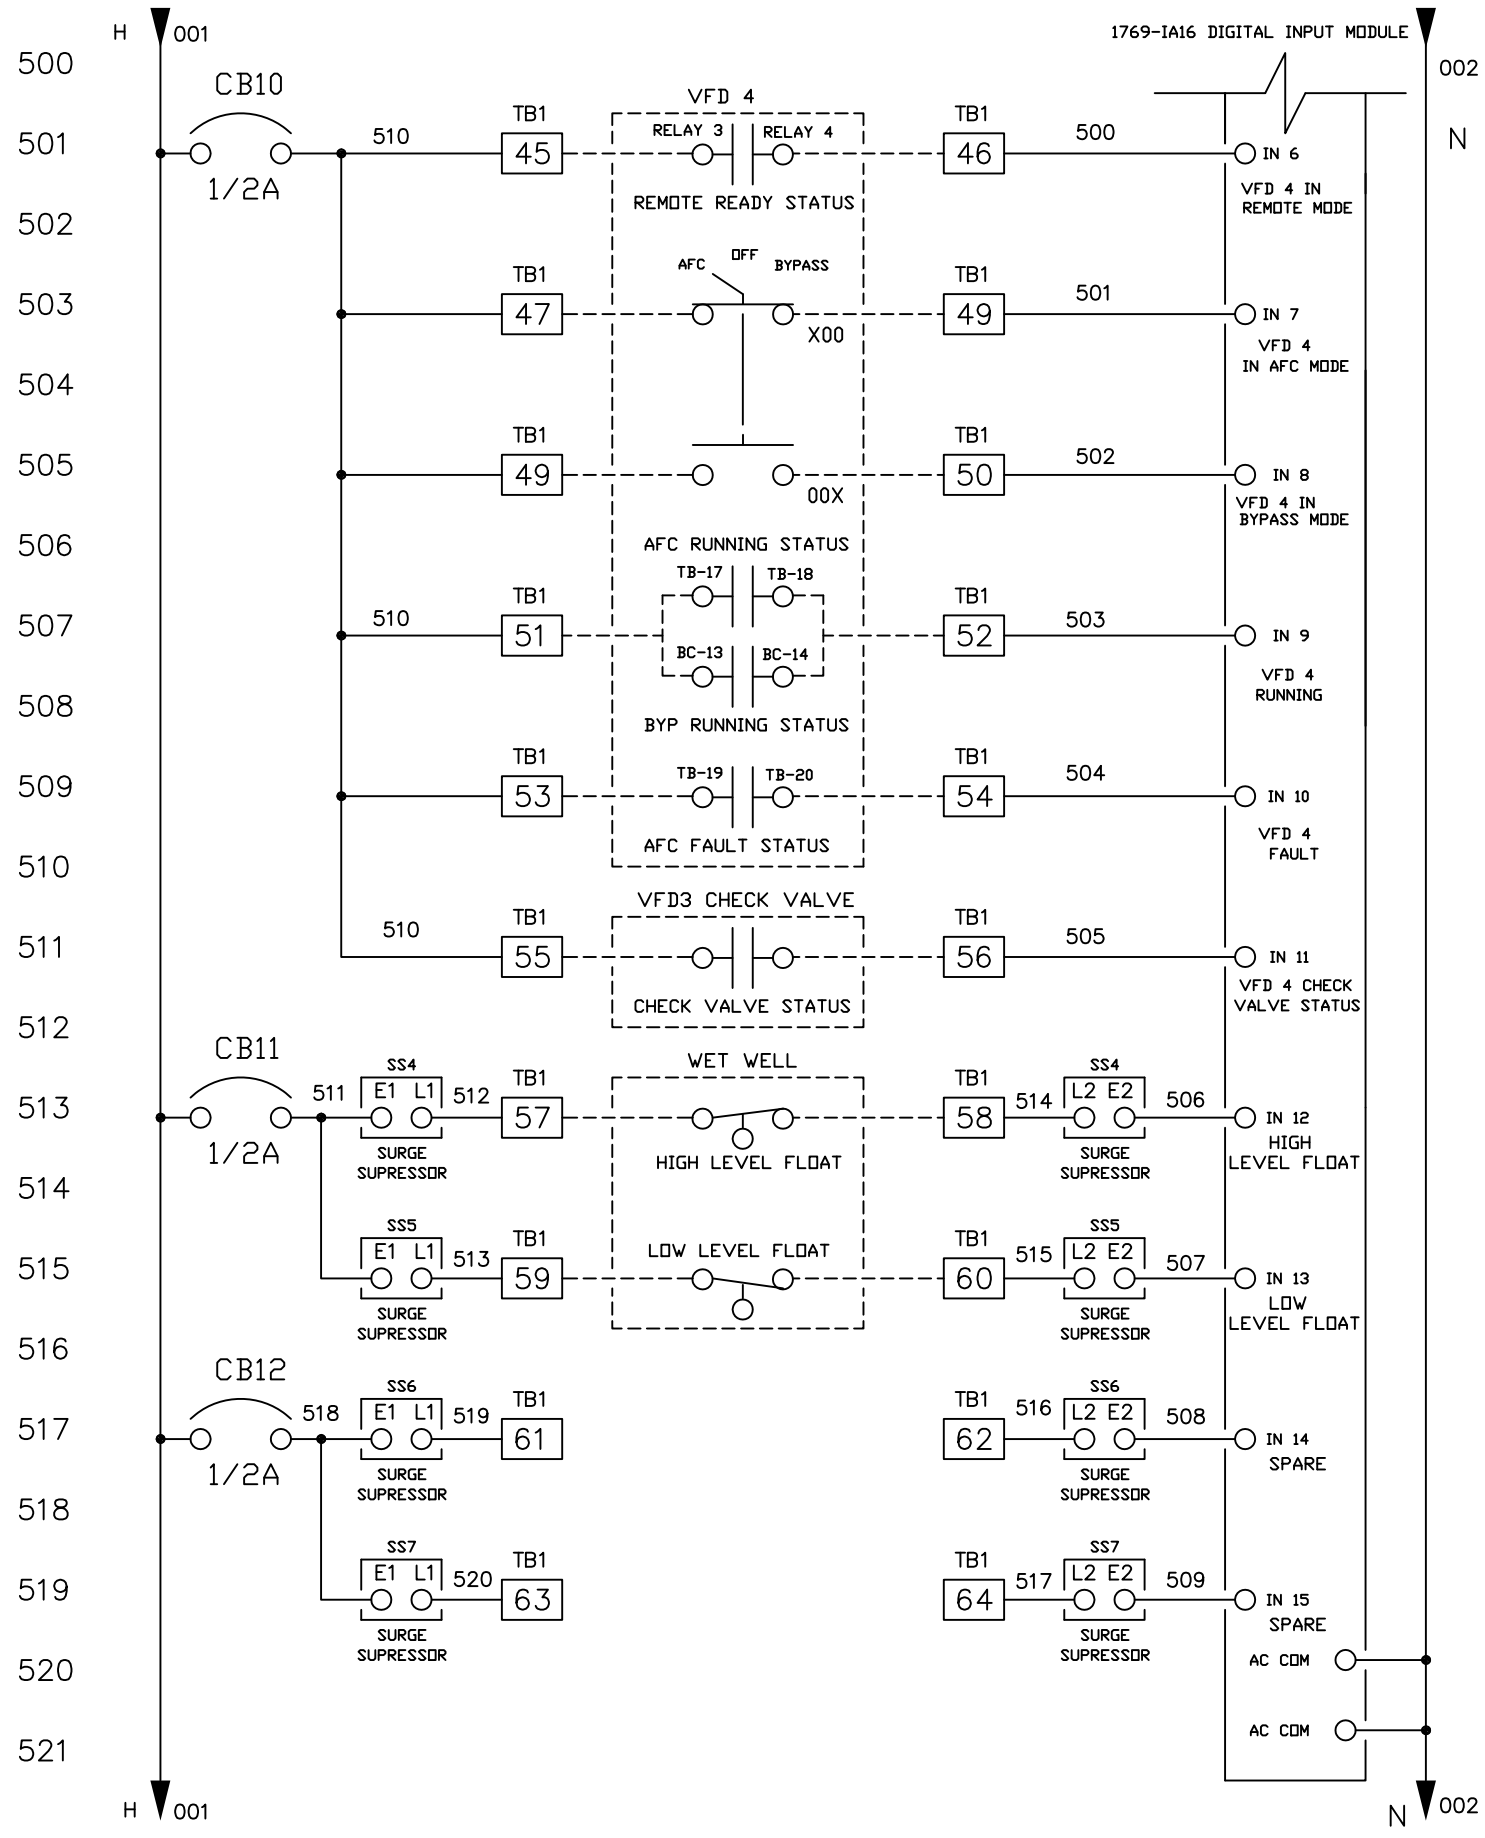 H 001
1769-IA16 DIGITAL INPUT MODULE
500
002
CB10
VFD 4
501
510
TB1
RELAY 3 RELAY 4
TB1
500
N
45
46
IN 6
1/2A
REMOTE READY STATUS
VFD 4 IN
REMOTE MODE
502
AFC OFF BYPASS
503
TB1
TB1
501
47
49
IN 7
X00
VFD 4
IN AFC MODE
504
505
TB1
TB1
502
49
50
IN 8
00X
VFD 4 IN
BYPASS MODE
506
AFC RUNNING STATUS
TB-17 TB-18
507
510
TB1
TB1
503
51
52
IN 9
BC-13 BC-14
VFD 4
RUNNING
508
BYP RUNNING STATUS
509
TB1
TB-19 TB-20
TB1
504
53
54
IN 10
AFC FAULT STATUS
VFD 4
FAULT
510
VFD3 CHECK VALVE
511
510
TB1
TB1
505
55
56
IN 11
CHECK VALVE STATUS
VFD 4 CHECK
VALVE STATUS
512
CB11
WET WELL
513
511
SS4
E1 L1
512
TB1
TB1
514
SS4
L2 E2
506
57
58
IN 12
1/2A
SURGE
SUPRESSOR
HIGH LEVEL FLOAT
SURGE
SUPRESSOR
HIGH
LEVEL FLOAT
514
515
SS5
E1 L1
513
TB1
LOW LEVEL FLOAT
TB1
515
SS5
L2 E2
507
59
60
IN 13
SURGE
SUPRESSOR
SURGE
SUPRESSOR
LOW
LEVEL FLOAT
516
CB12
517
518
SS6
E1 L1
519
TB1
TB1
516
SS6
L2 E2
508
61
62
IN 14
1/2A
SURGE
SUPRESSOR
SURGE
SUPRESSOR
SPARE
518
519
SS7
E1 L1
520
TB1
TB1
517
SS7
L2 E2
509
63
64
IN 15
SURGE
SUPRESSOR
SURGE
SUPRESSOR
SPARE
520
AC COM
521
AC COM
H 001
N 002